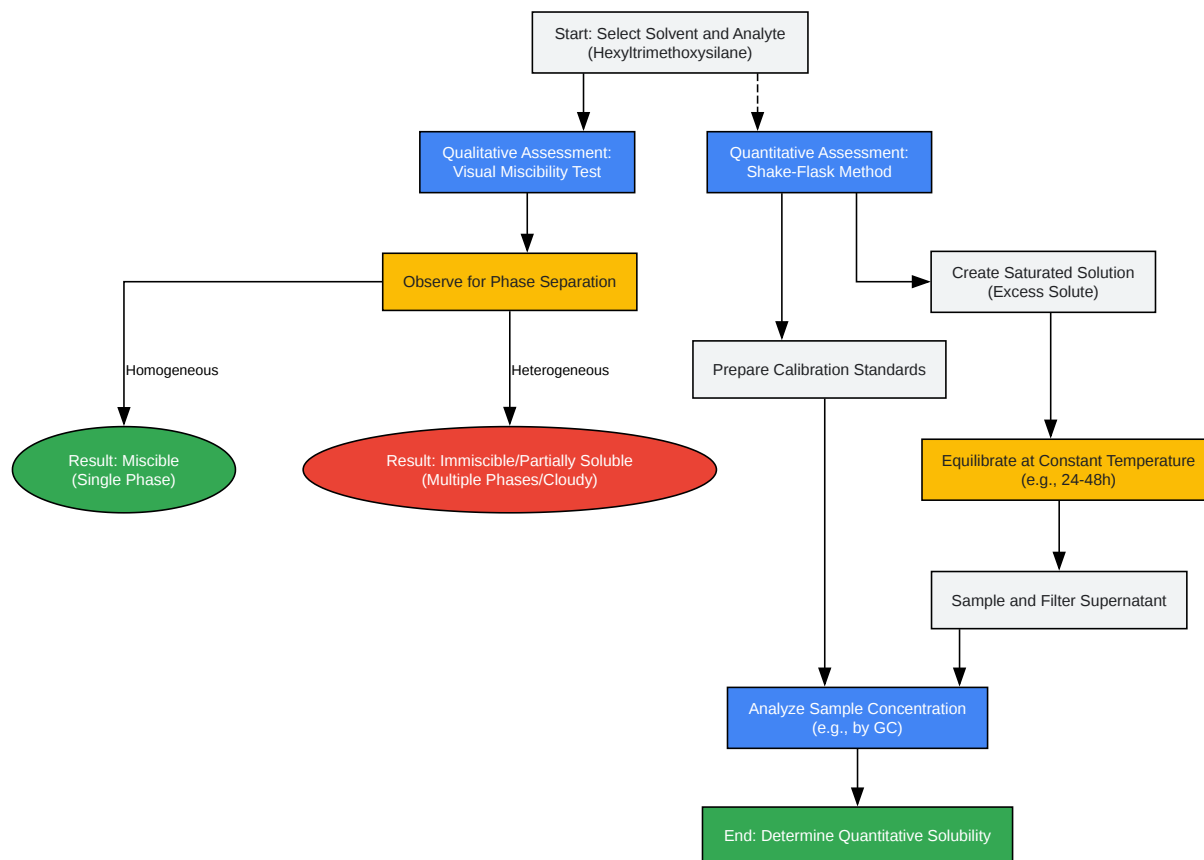 Start: Select Solvent and Analyte
(Hexyltrimethoxysilane)
Qualitative Assessment:
Visual Miscibility Test
Quantitative Assessment:
Shake-Flask Method
Observe for Phase Separation
Create Saturated Solution
(Excess Solute)
Homogeneous
Heterogeneous
Prepare Calibration Standards
Result: Miscible
(Single Phase)
Result: Immiscible/Partially Soluble
(Multiple Phases/Cloudy)
Equilibrate at Constant Temperature
(e.g., 24-48h)
Sample and Filter Supernatant
Analyze Sample Concentration
(e.g., by GC)
End: Determine Quantitative Solubility